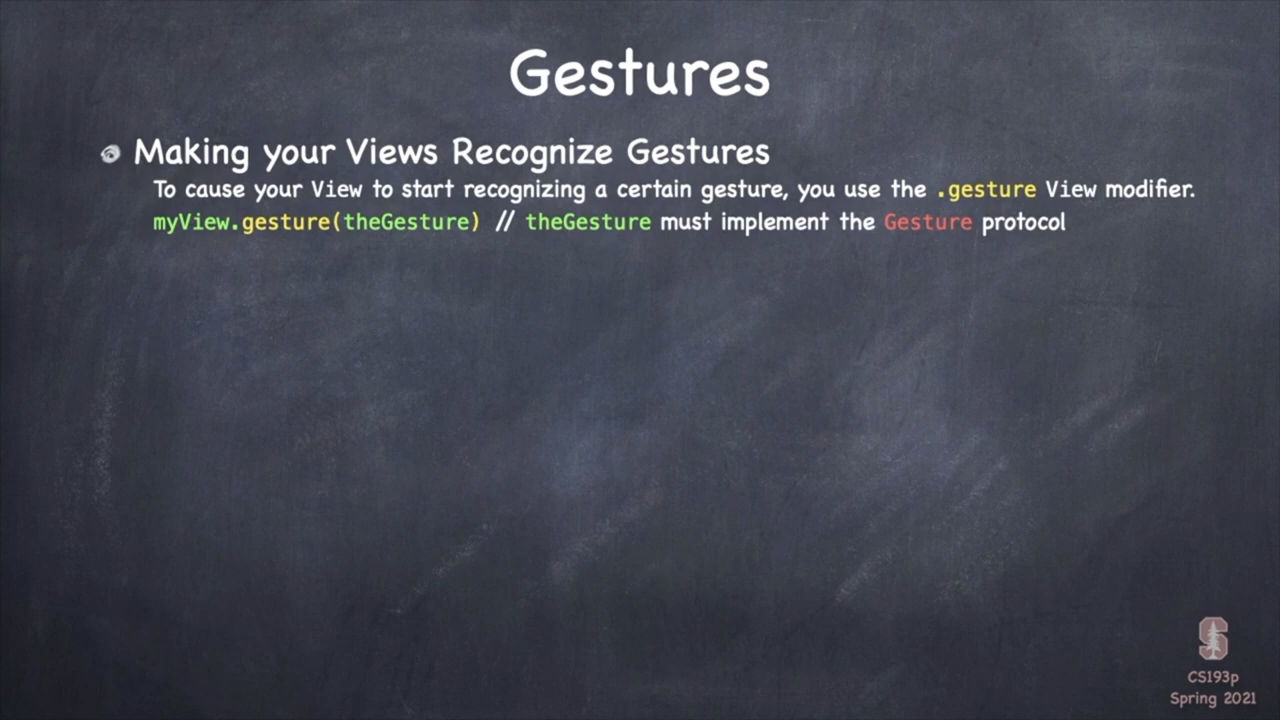 Gestures
Making your Views Recognize Gestures
To cause your View to start recognizing a certain gesture, you use the .gesture View modifier.
myView.gesture(theGesture) // theGesture must implement the Gesture protocol
S
CS193p
Spring 2021